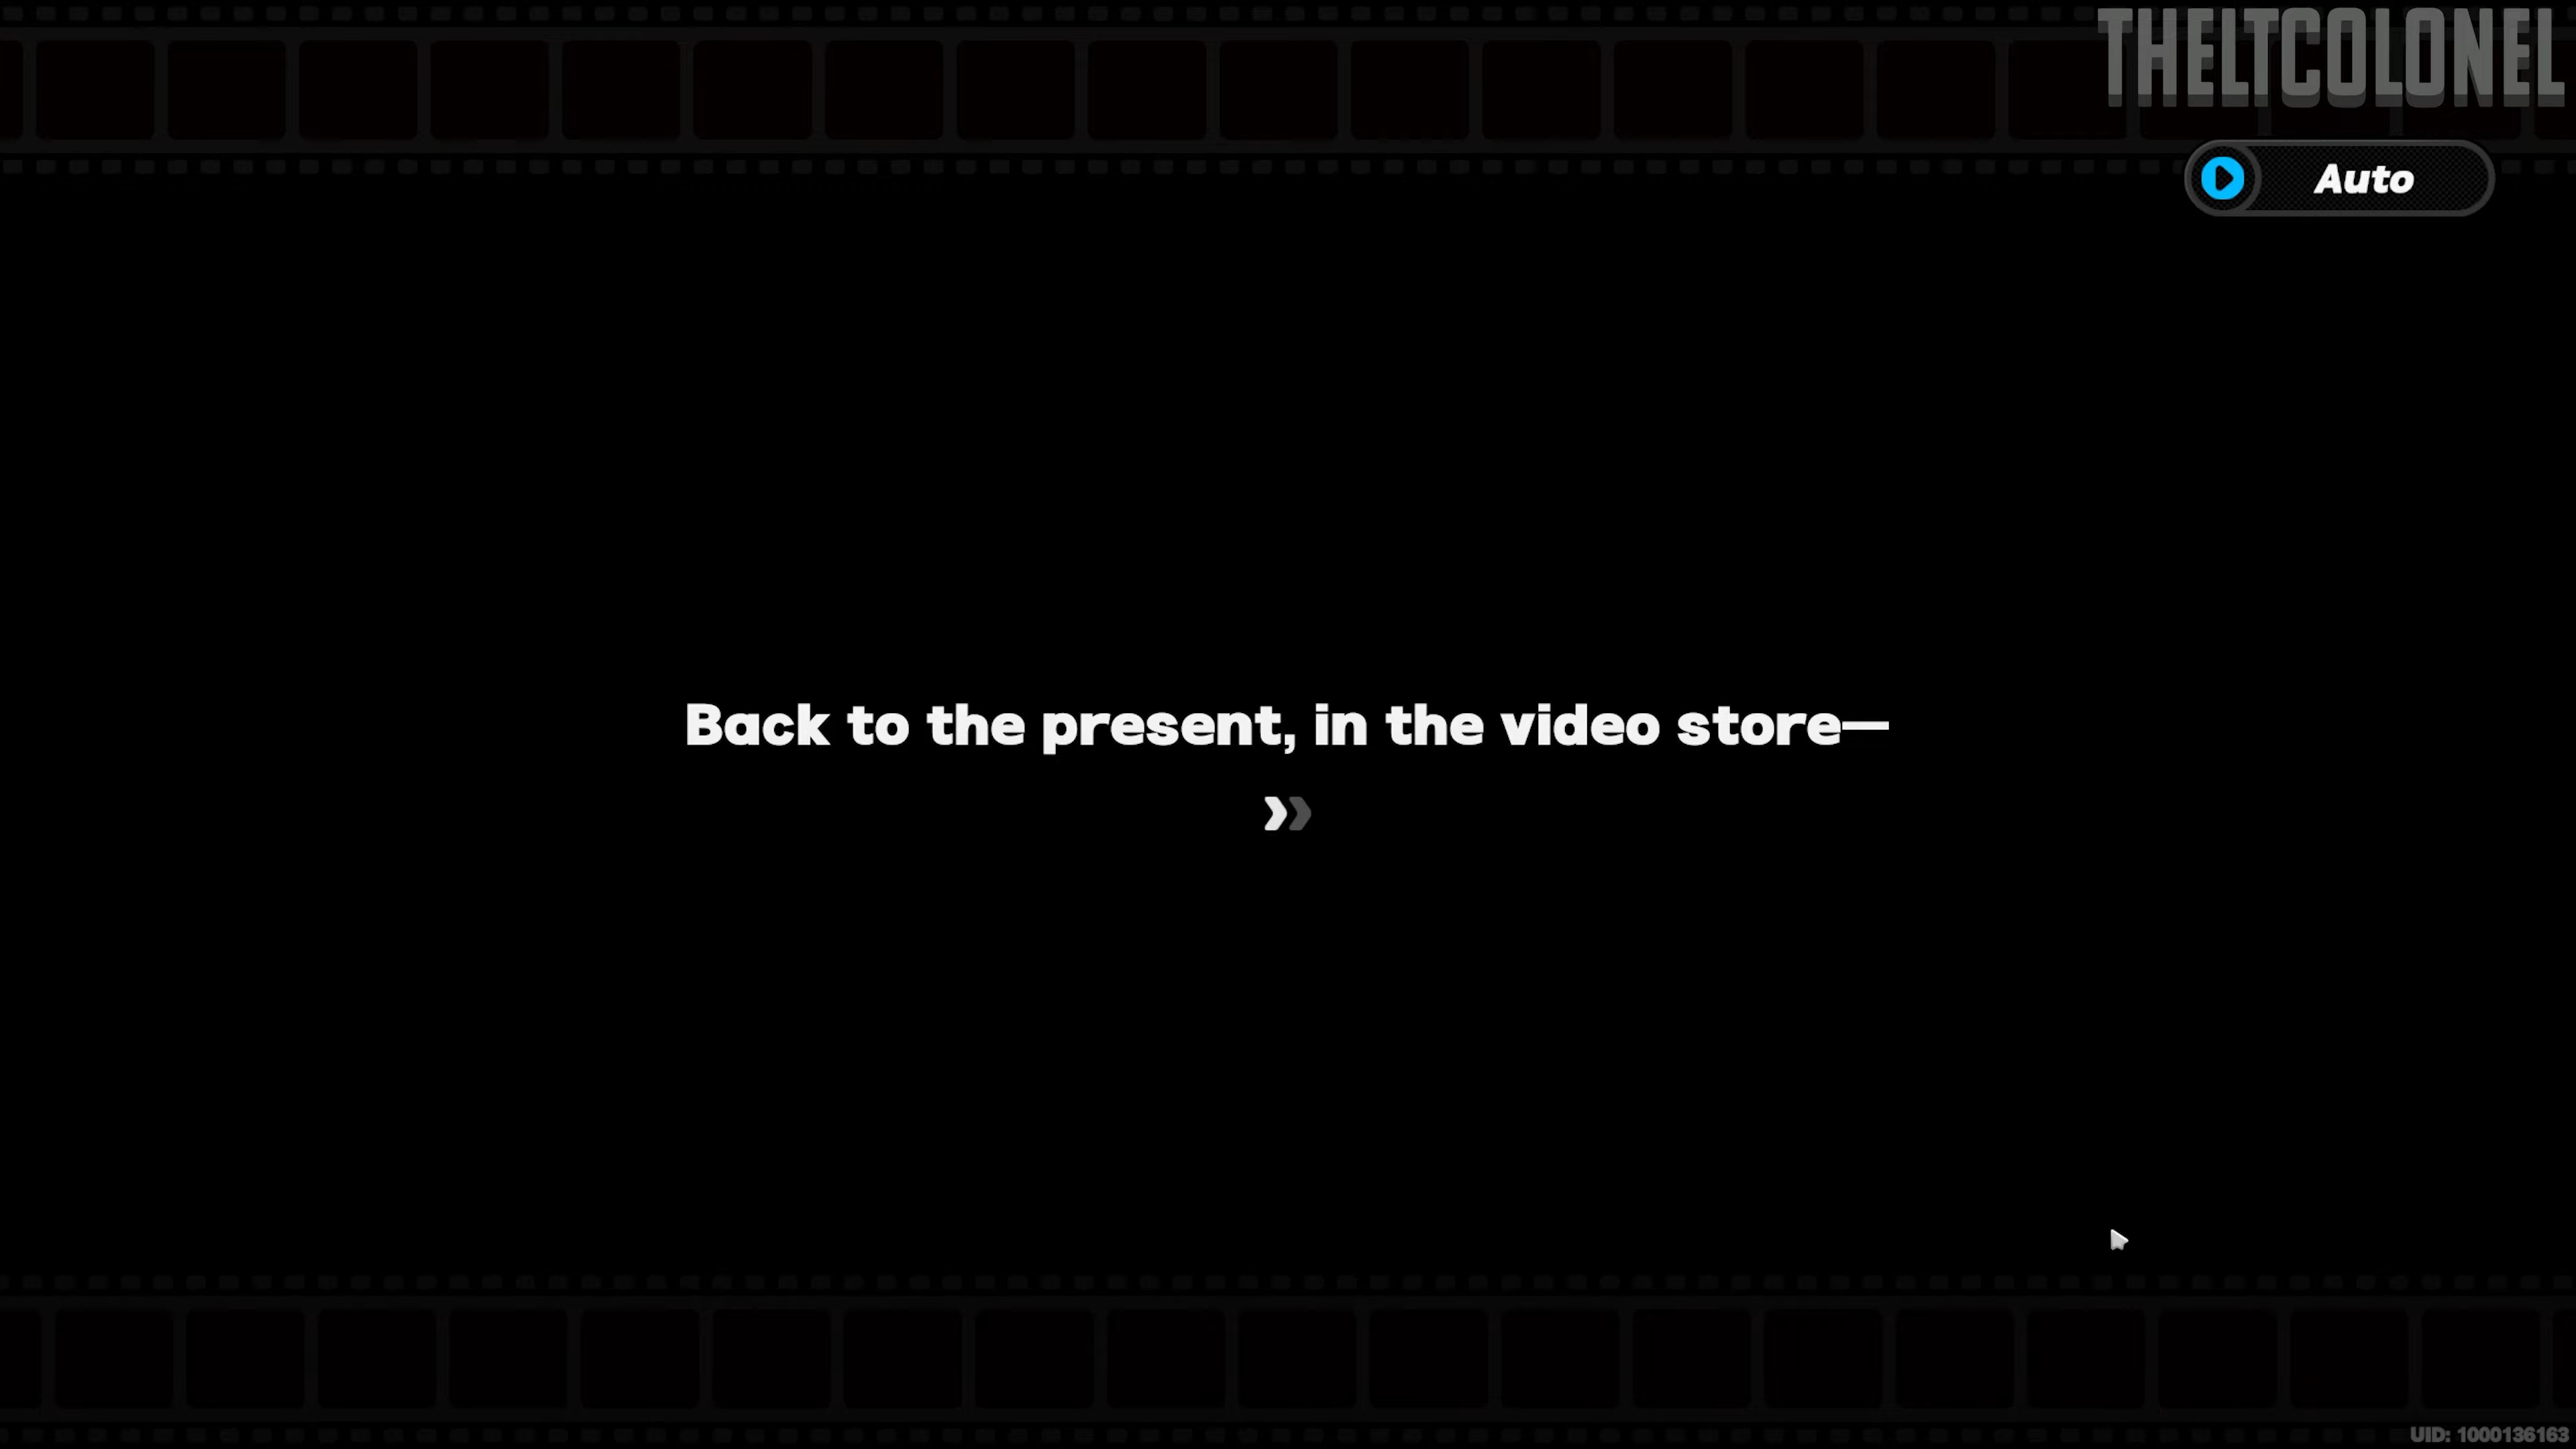 THELTCOLONEL
Auto
Back to the present, in the video store—
UID: 1000136163